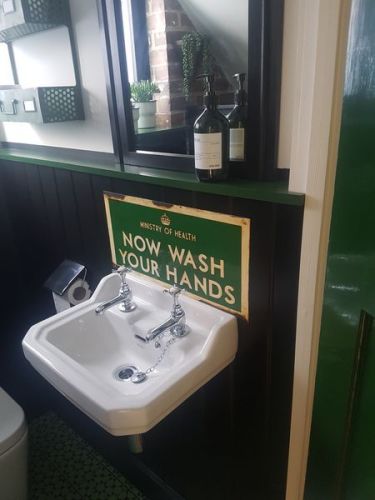 MINISTRY OF HEALTH
NOW WASH
YOUR HANDS